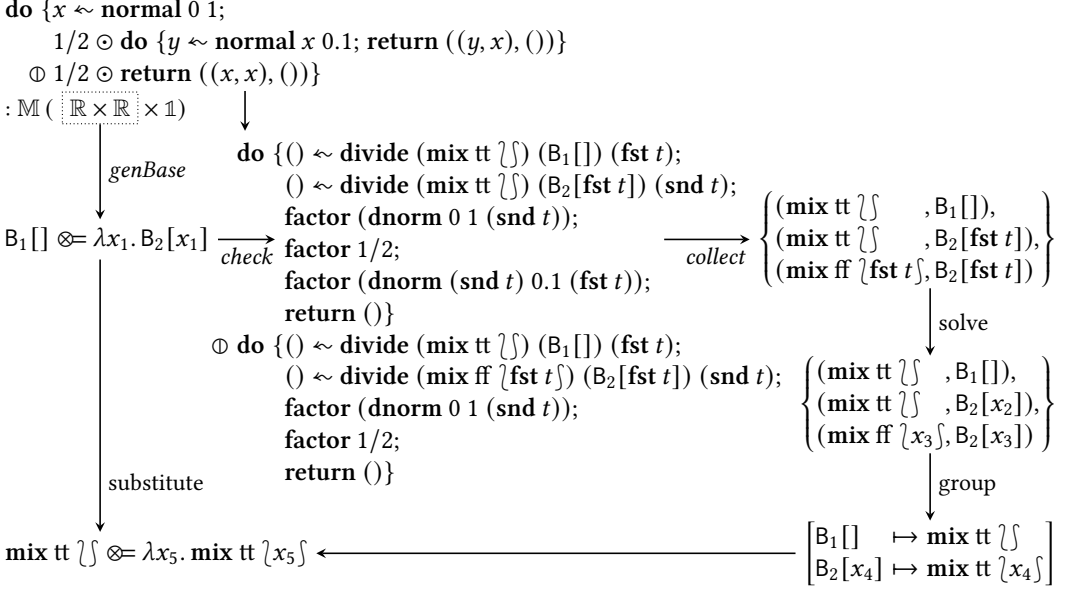 do {x ⇜ normal 0 1;
1/2 ⊙ do {y ⇜ normal x 0.1; return ((y, x), ())}
⦶ 1/2 ⊙ return ((x, x), ())}
: 𝕄 ( ℝ × ℝ × 𝟙)
genBase
B₁[] ⊗= λx₁. B₂[x₁]
check
do {() ⇜ divide (mix tt ⟅⟆) (B₁[]) (fst t);
() ⇜ divide (mix tt ⟅⟆) (B₂[fst t]) (snd t);
factor (dnorm 0 1 (snd t));
factor 1/2;
factor (dnorm (snd t) 0.1 (fst t));
return ()}
⦶ do {() ⇜ divide (mix tt ⟅⟆) (B₁[]) (fst t);
() ⇜ divide (mix ff ⟅fst t⟆) (B₂[fst t]) (snd t);
factor (dnorm 0 1 (snd t));
factor 1/2;
return ()}
collect
{(mix tt ⟅⟆ , B₁[]),
(mix tt ⟅⟆ , B₂[fst t]),
(mix ff ⟅fst t⟆, B₂[fst t])}
solve
{(mix tt ⟅⟆ , B₁[]),
(mix tt ⟅⟆ , B₂[x₂]),
(mix ff ⟅x₃⟆, B₂[x₃])}
group
[B₁[] ↦ mix tt ⟅⟆
B₂[x₄] ↦ mix tt ⟅x₄⟆]
substitute
mix tt ⟅⟆ ⊗= λx₅. mix tt ⟅x₅⟆